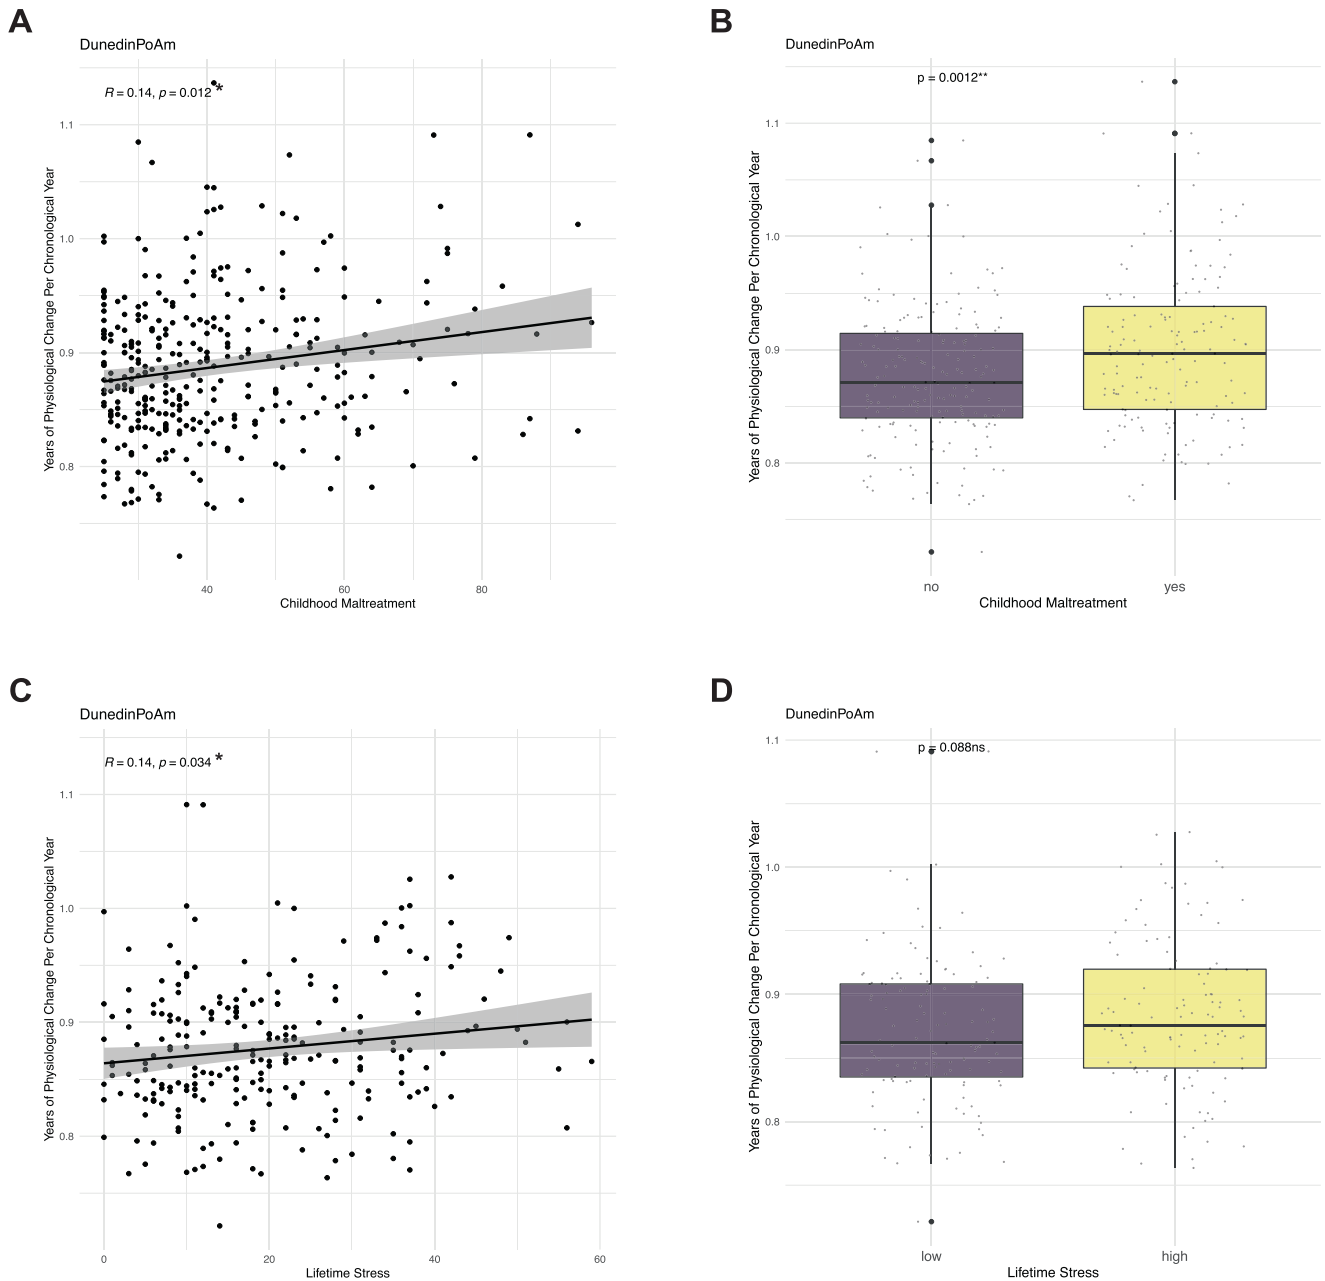 A
DunedinPoAm
R = 0.14, p = 0.012 *
Years of Physiological Change Per Chronological Year
1.1
1.0
0.9
0.8
40
60
80
Childhood Maltreatment
B
DunedinPoAm
p = 0.0012**
Years of Physiological Change Per Chronological Year
1.1
1.0
0.9
0.8
no
yes
Childhood Maltreatment
C
DunedinPoAm
R = 0.14, p = 0.034 *
Years of Physiological Change Per Chronological Year
1.1
1.0
0.9
0.8
0
20
40
60
Lifetime Stress
D
DunedinPoAm
p = 0.088ns
Years of Physiological Change Per Chronological Year
1.1
1.0
0.9
0.8
low
high
Lifetime Stress